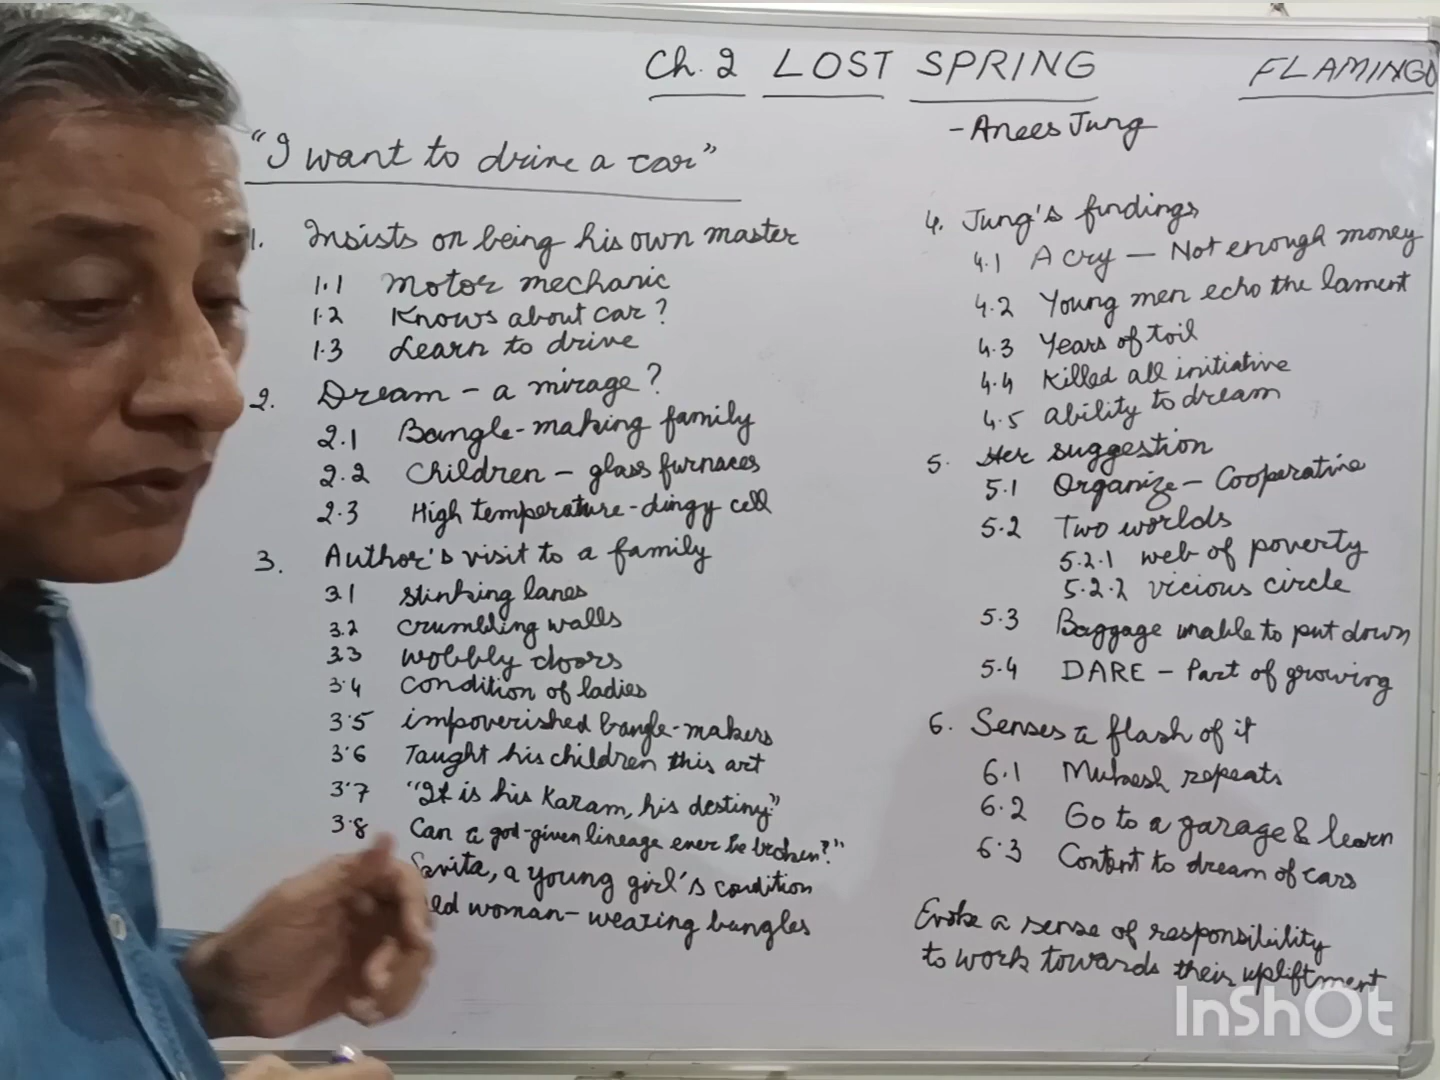 Ch. 2 LOST SPRING
FLAMINGO
- Anees Jung
"I want to drive a car"
1. Insists on being his own master
1.1 Motor mechanic
1.2 Knows about car?
1.3 Learn to drive
2. Dream – a mirage?
2.1 Bangle-making family
2.2 Children – glass furnaces
2.3 High temperature-dingy cell
3. Author's visit to a family
3.1 stinking lanes
3.2 crumbling walls
3.3 wobbly doors
3.4 condition of ladies
3.5 impoverished bangle-makers
3.6 Taught his children this art
3.7 "It is his Karam, his destiny."
3.8 Can a god-given lineage ever be broken?"
Savita, a young girl's condition
old woman – wearing bangles
4. Jung's findings
4.1 A cry – Not enough money
4.2 Young men echo the lament
4.3 Years of toil
4.4 Killed all initiative
4.5 ability to dream
5. Her suggestion
5.1 Organize – Cooperative
5.2 Two worlds
5.2.1 web of poverty
5.2.2 vicious circle
5.3 Baggage unable to put down
5.4 DARE – Part of growing
6. Senses a flash of it
6.1 Mukesh repeats
6.2 Go to a garage & learn
6.3 Content to dream of cars
Evoke a sense of responsibility
to work towards their upliftment
InShOt